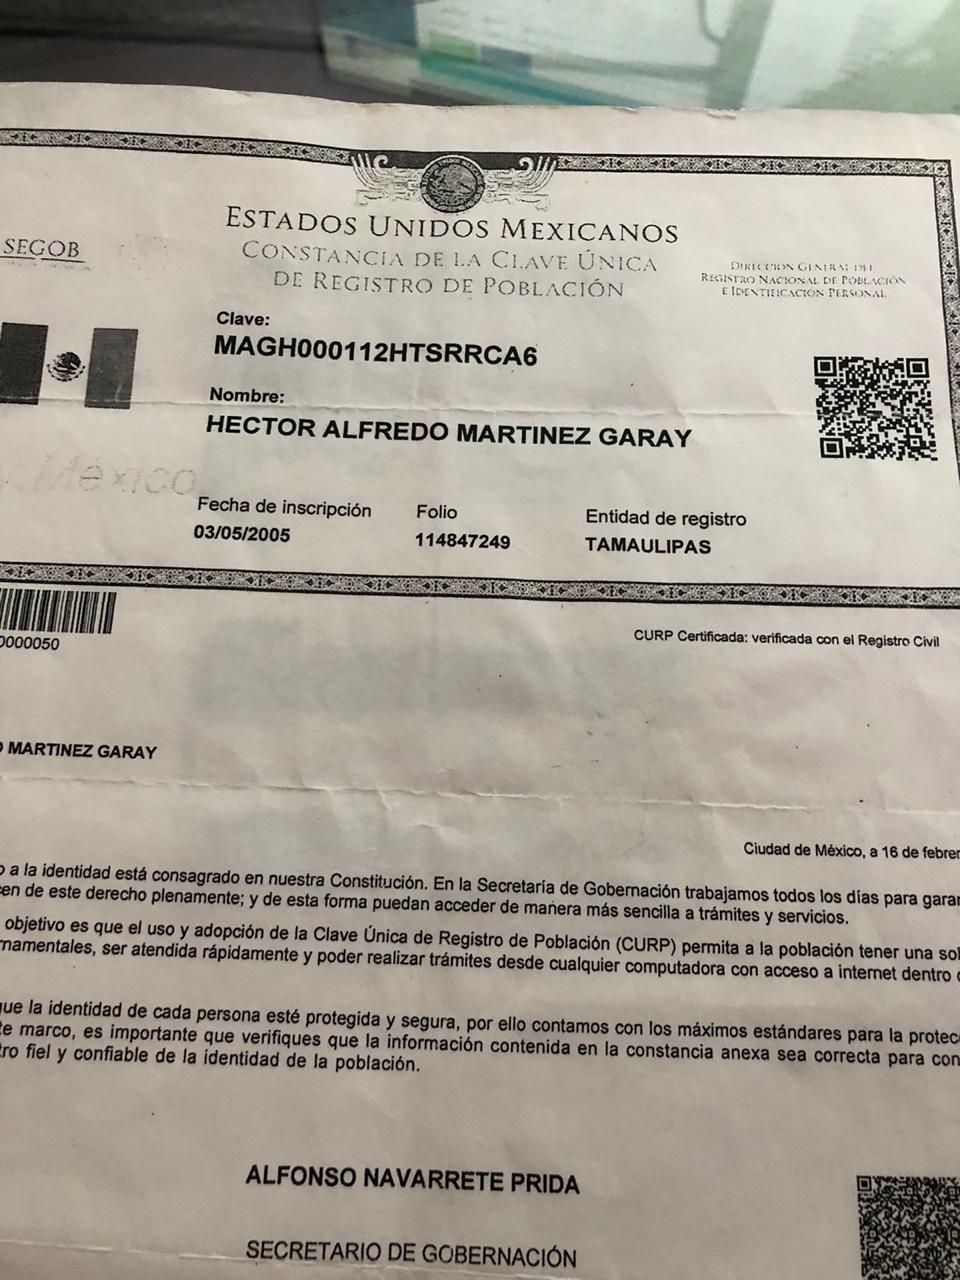 ESTADOS UNIDOS MEXICANOS
SEGOB
CONSTANCIA DE LA CLAVE ÚNICA
DE REGISTRO DE POBLACIÓN
DIRECCIÓN GENERAL DEL
REGISTRO NACIONAL DE POBLACIÓN
E IDENTIFICACIÓN PERSONAL
Clave:
MAGH000112HTSRRCA6
Nombre:
HECTOR ALFREDO MARTINEZ GARAY
México
Fecha de inscripción
03/05/2005
Folio
114847249
Entidad de registro
TAMAULIPAS
0000050
CURP Certificada: verificada con el Registro Civil
O MARTINEZ GARAY
Ciudad de México, a 16 de febrer
o a la identidad está consagrado en nuestra Constitución. En la Secretaría de Gobernación trabajamos todos los días para garan
cen de este derecho plenamente; y de esta forma puedan acceder de manera más sencilla a trámites y servicios.
objetivo es que el uso y adopción de la Clave Única de Registro de Población (CURP) permita a la población tener una sol
rnamentales, ser atendida rápidamente y poder realizar trámites desde cualquier computadora con acceso a internet dentro
que la identidad de cada persona esté protegida y segura, por ello contamos con los máximos estándares para la protec
te marco, es importante que verifiques que la información contenida en la constancia anexa sea correcta para con
tro fiel y confiable de la identidad de la población.
ALFONSO NAVARRETE PRIDA
SECRETARIO DE GOBERNACIÓN